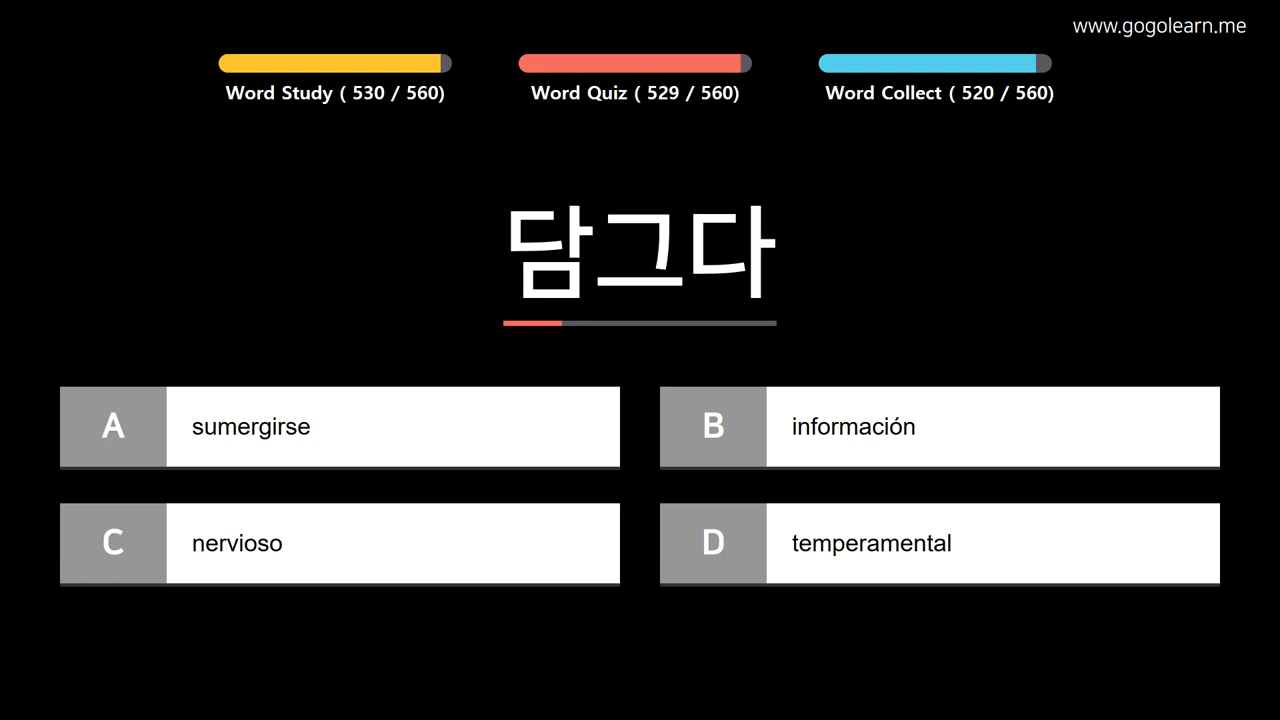 www.gogolearn.me
Word Study ( 530 / 560)
Word Quiz ( 529 / 560)
Word Collect ( 520 / 560)
담그다
A sumergirse
B información
C nervioso
D temperamental